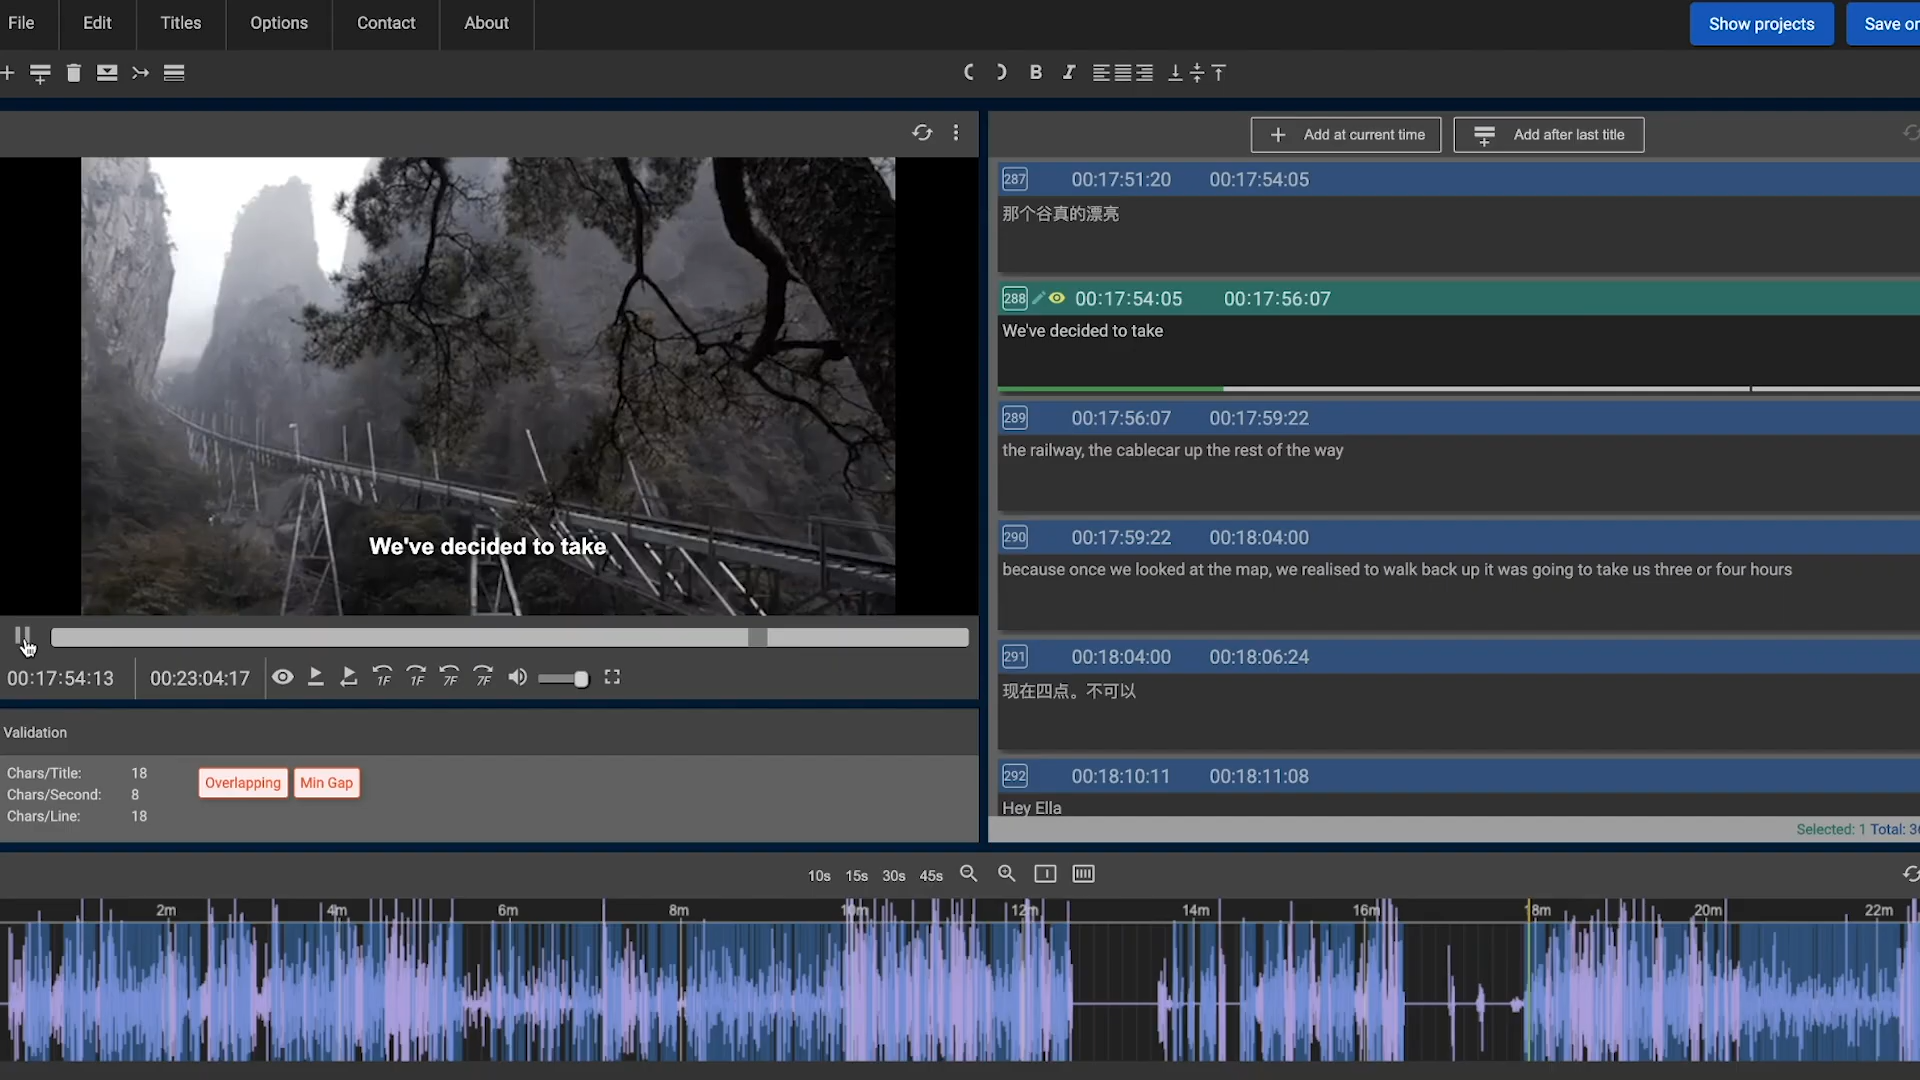 File Edit Titles Options Contact About Show projects Save or
B I
Add at current time Add after last title
287 00:17:51:20 00:17:54:05
那个谷真的漂亮
288 00:17:54:05 00:17:56:07
We've decided to take
289 00:17:56:07 00:17:59:22
the railway, the cablecar up the rest of the way
290 00:17:59:22 00:18:04:00
because once we looked at the map, we realised to walk back up it was going to take us three or four hours
291 00:18:04:00 00:18:06:24
现在四点。不可以
292 00:18:10:11 00:18:11:08
Hey Ella
Selected: 1 Total: 36
We've decided to take
00:17:54:13 00:23:04:17 1F 1F 7F 7F
Validation
Chars/Title: 18
Chars/Second: 8
Chars/Line: 18
Overlapping Min Gap
10s 15s 30s 45s
2m 4m 6m 8m 10m 12m 14m 16m 18m 20m 22m